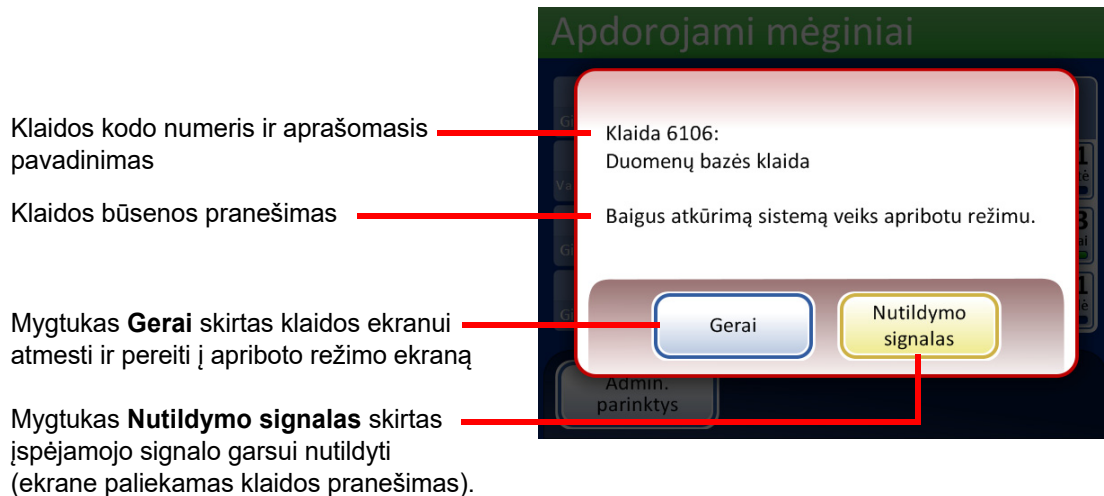 Apdorojami mėginiai
Klaidos kodo numeris ir aprašomasis
pavadinimas
Klaidos būsenos pranešimas
Mygtukas Gerai skirtas klaidos ekranui
atmesti ir pereiti į apriboto režimo ekraną
Mygtukas Nutildymo signalas skirtas
įspėjamojo signalo garsui nutildyti
(ekrane paliekamas klaidos pranešimas).
Klaida 6106:
Duomenų bazės klaida
Baigus atkūrimą sistemą veiks apribotu režimu.
Gerai
Nutildymo
signalas
Admin.
parinktys